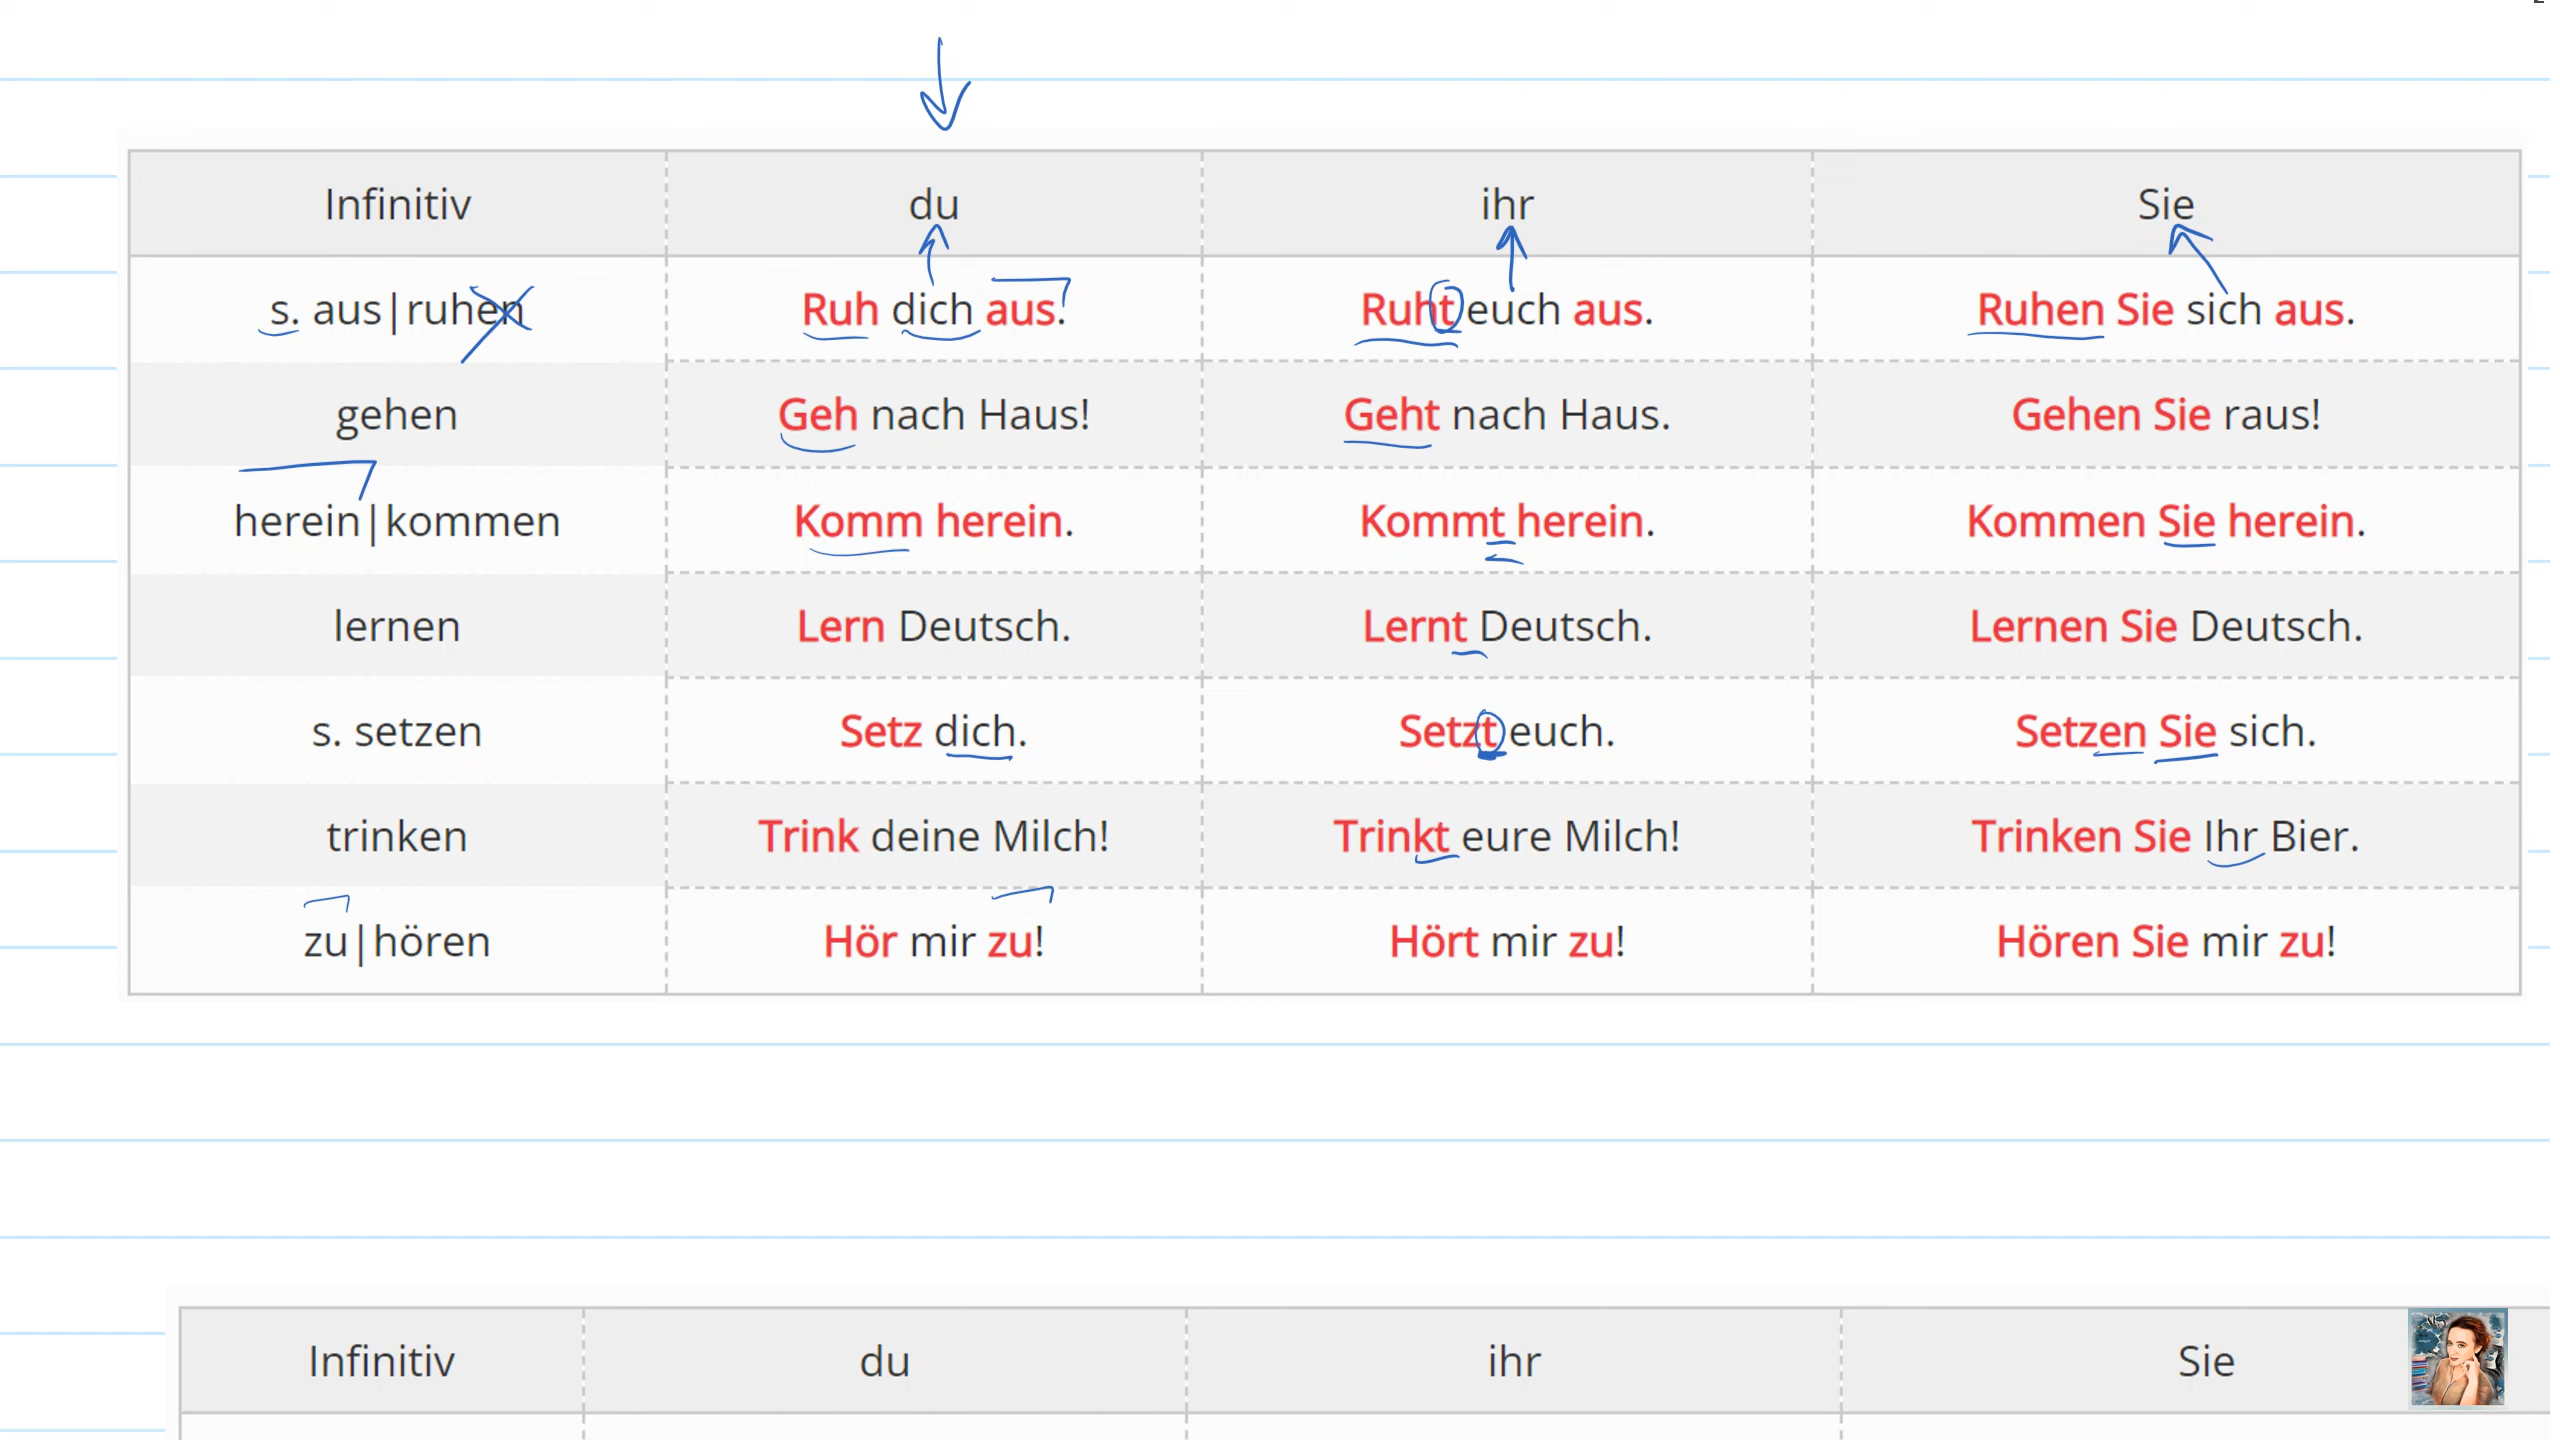 Infinitiv du ihr Sie
s. aus|ruhen Ruh dich aus. Ruht euch aus. Ruhen Sie sich aus.
gehen Geh nach Haus! Geht nach Haus. Gehen Sie raus!
herein|kommen Komm herein. Kommt herein. Kommen Sie herein.
lernen Lern Deutsch. Lernt Deutsch. Lernen Sie Deutsch.
s. setzen Setz dich. Setzt euch. Setzen Sie sich.
trinken Trink deine Milch! Trinkt eure Milch! Trinken Sie Ihr Bier.
zu|hören Hör mir zu! Hört mir zu! Hören Sie mir zu!
Infinitiv du ihr Sie